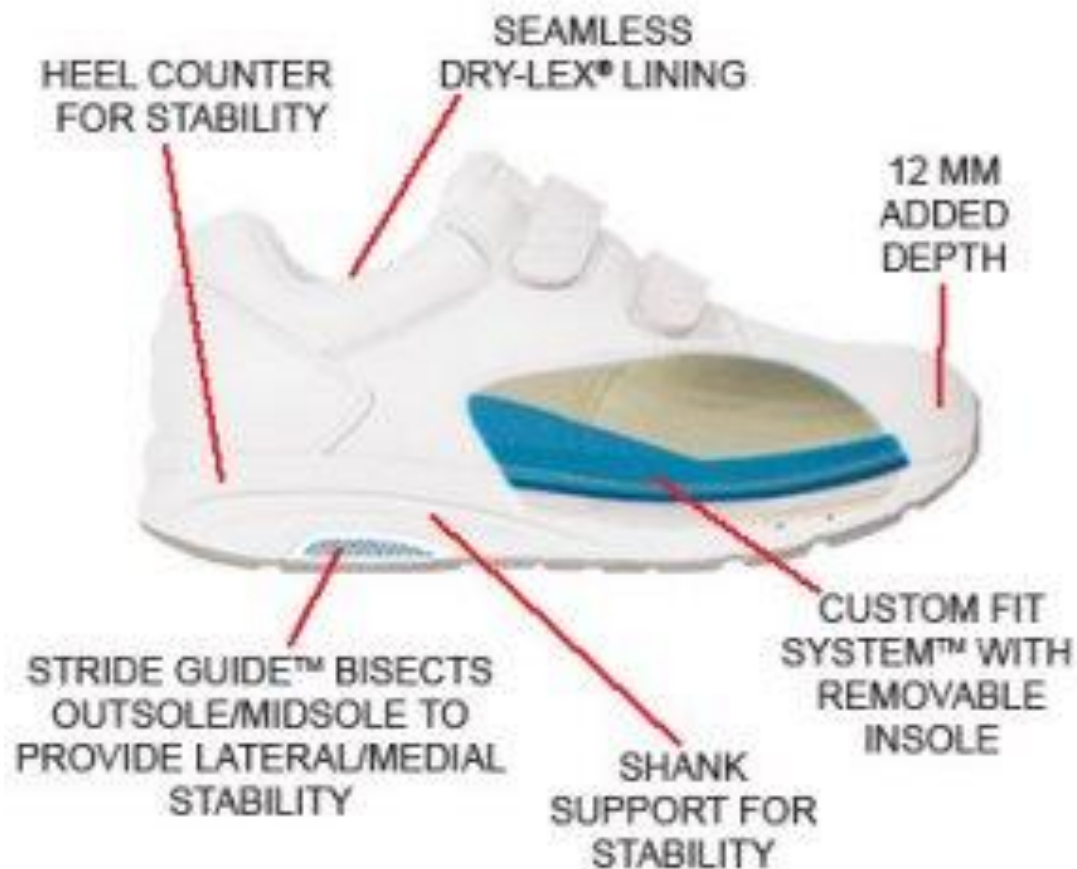 SEAMLESS
DRY-LEX® LINING
HEEL COUNTER
FOR STABILITY
12 MM
ADDED
DEPTH
CUSTOM FIT
SYSTEM™ WITH
REMOVABLE
INSOLE
STRIDE GUIDE™ BISECTS
OUTSOLE/MIDSOLE TO
PROVIDE LATERAL/MEDIAL
STABILITY
SHANK
SUPPORT FOR
STABILITY